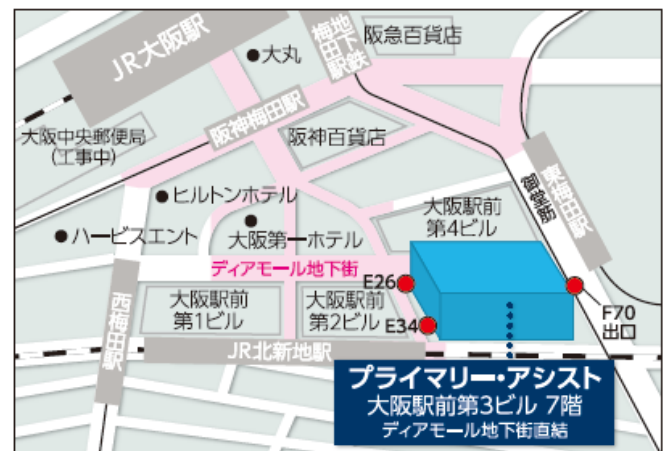 JR大阪駅
●大丸
地下鉄
梅田駅
阪急百貨店
大阪中央郵便局
(工事中)
阪神梅田駅
阪神百貨店
●ヒルトンホテル
●
大阪第一ホテル
●ハービスエント
大阪駅前
第4ビル
御堂筋
東梅田駅
ディアモール地下街
E26
西梅田駅
大阪駅前
第1ビル
大阪駅前
第2ビル
E34
F70
出口
JR北新地駅
プライマリー・アシスト
大阪駅前第3ビル 7階
ディアモール地下街直結